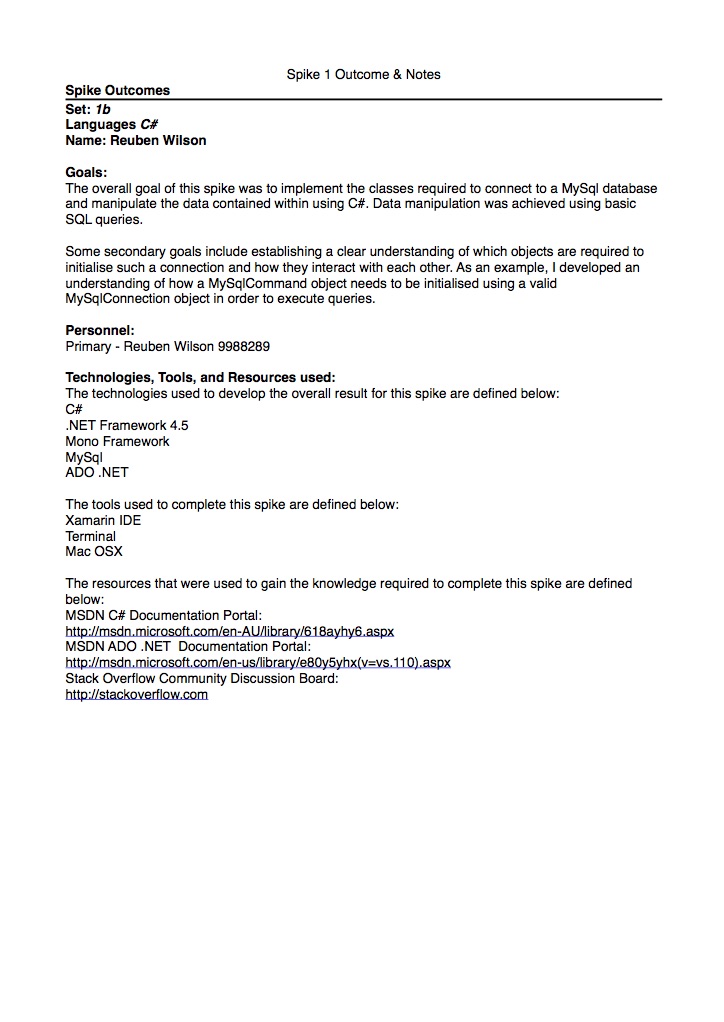 Spike 1 Outcome & Notes
Spike Outcomes
Set: 1b
Languages C#
Name: Reuben Wilson
Goals:
The overall goal of this spike was to implement the classes required to connect to a MySql database
and manipulate the data contained within using C#. Data manipulation was achieved using basic
SQL queries.
Some secondary goals include establishing a clear understanding of which objects are required to
initialise such a connection and how they interact with each other. As an example, I developed an
understanding of how a MySqlCommand object needs to be initialised using a valid
MySqlConnection object in order to execute queries.
Personnel:
Primary - Reuben Wilson 9988289
Technologies, Tools, and Resources used:
The technologies used to develop the overall result for this spike are defined below:
C#
.NET Framework 4.5
Mono Framework
MySql
ADO .NET
The tools used to complete this spike are defined below:
Xamarin IDE
Terminal
Mac OSX
The resources that were used to gain the knowledge required to complete this spike are defined
below:
MSDN C# Documentation Portal:
http://msdn.microsoft.com/en-AU/library/618ayhy6.aspx
MSDN ADO .NET  Documentation Portal:
http://msdn.microsoft.com/en-us/library/e80y5yhx(v=vs.110).aspx
Stack Overflow Community Discussion Board:
http://stackoverflow.com